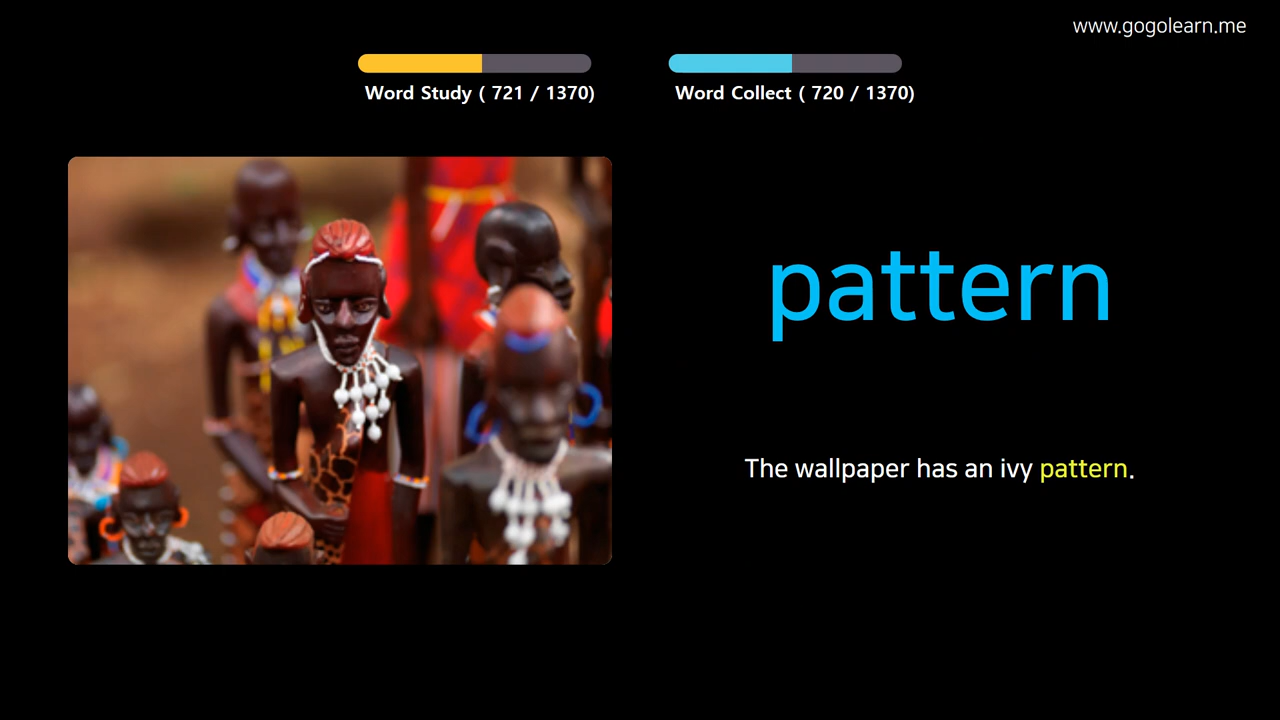 www.gogolearn.me
Word Study ( 721 / 1370)
Word Collect ( 720 / 1370)
pattern
The wallpaper has an ivy pattern.